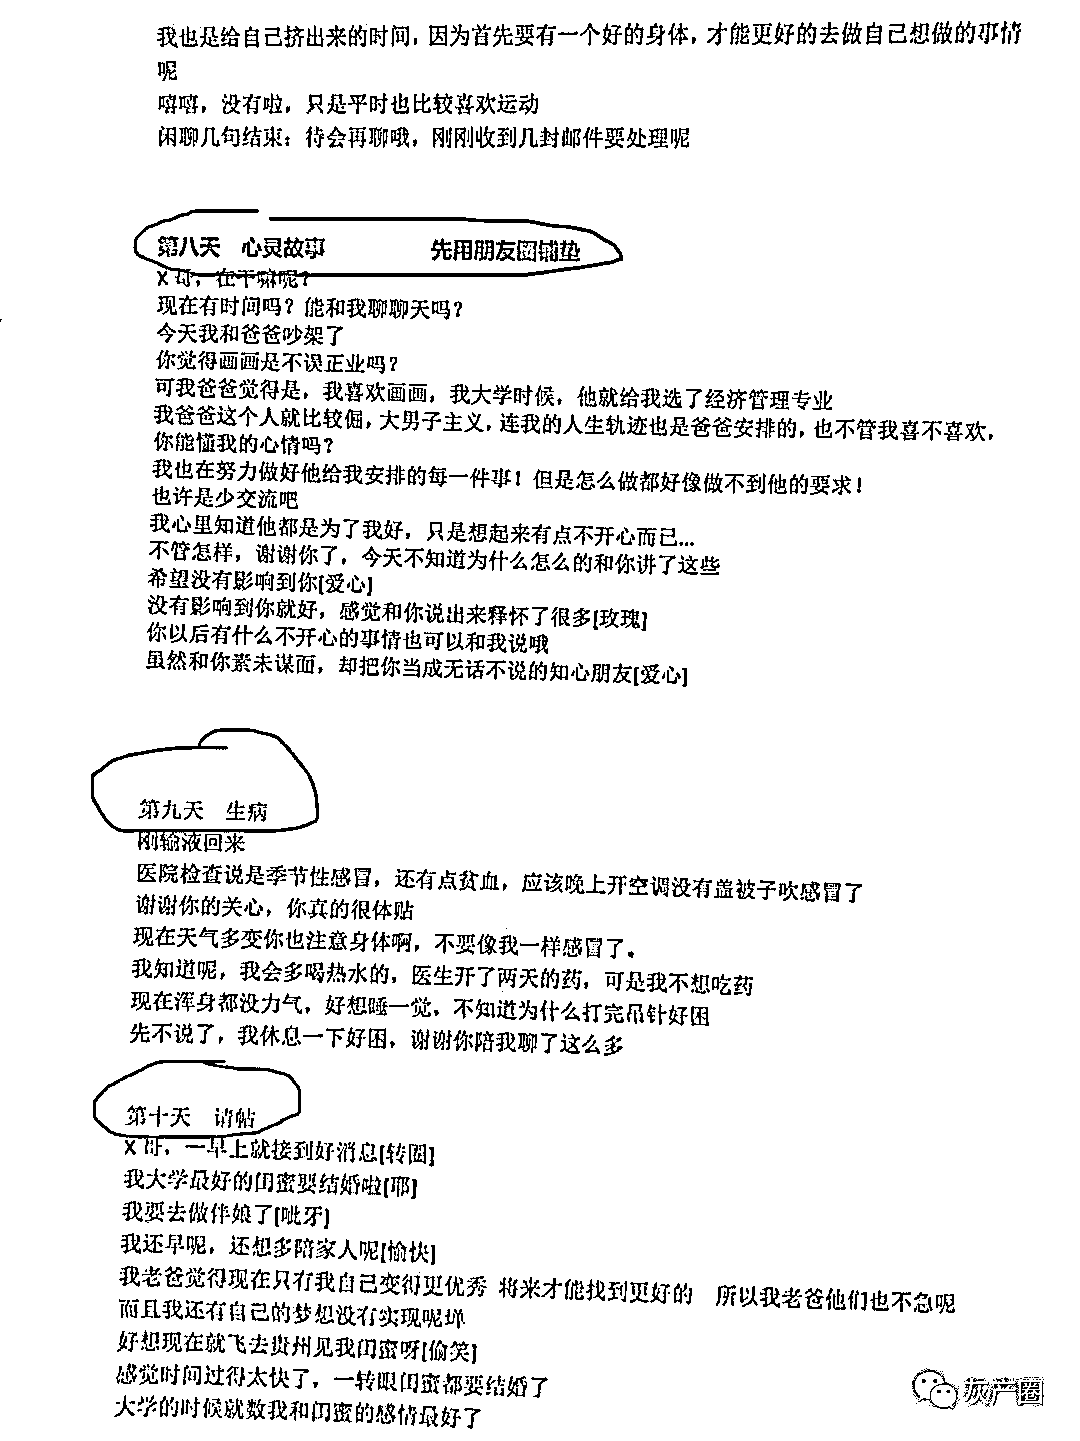 我也是给自己挤出来的时间，因为首先要有一个好的身体，才能更好的去做自己想做的事情
呢
嘻嘻，没有啦，只是平时也比较喜欢运动
闲聊几句结束：待会再聊哦，刚刚收到几封邮件要处理呢
第八天 心灵故事 先用朋友圈铺垫
X 哥，在干嘛呢？
现在有时间吗？能和我聊聊天吗？
今天我和爸爸吵架了
你觉得画画是不误正业吗？
可我爸爸觉得是，我喜欢画画，我大学时候，他就给我选了经济管理专业
我爸爸这个人就比较倔，大男子主义，连我的人生轨迹也是爸爸安排的，也不管我喜不喜欢，
你能懂我的心情吗？
我也在努力做好他给我安排的每一件事！但是怎么做都好像做不到他的要求！
也许是少交流吧
我心里知道他都是为了我好，只是想起来有点不开心而已...
不管怎样，谢谢你了，今天不知道为什么怎么的和你讲了这些
希望没有影响到你[爱心]
没有影响到你就好，感觉和你说出来释怀了很多[玫瑰]
你以后有什么不开心的事情也可以和我说哦
虽然和你素未谋面，却把你当成无话不说的知心朋友[爱心]
第九天 生病
刚输液回来
医院检查说是季节性感冒，还有点贫血，应该晚上开空调没有盖被子吹感冒了
谢谢你的关心，你真的很体贴
现在天气多变你也注意身体啊，不要像我一样感冒了。
我知道呢，我会多喝热水的，医生开了两天的药，可是我不想吃药
现在浑身都没力气，好想睡一觉，不知道为什么打完吊针好困
先不说了，我休息一下好困，谢谢你陪我聊了这么多
第十天 请帖
X 哥，一早上就接到好消息[转圈]
我大学最好的闺蜜要结婚啦[耶]
我要去做伴娘了[呲牙]
我还早呢，还想多陪家人呢[愉快]
我老爸觉得现在只有我自己变得更优秀 将来才能找到更好的 所以我老爸他们也不急呢
而且我还有自己的梦想没有实现呢
好想现在就飞去贵州见我闺蜜呀[偷笑]
感觉时间过得太快了，一转眼闺蜜都要结婚了
大学的时候就数我和闺蜜的感情最好了
灰产圈